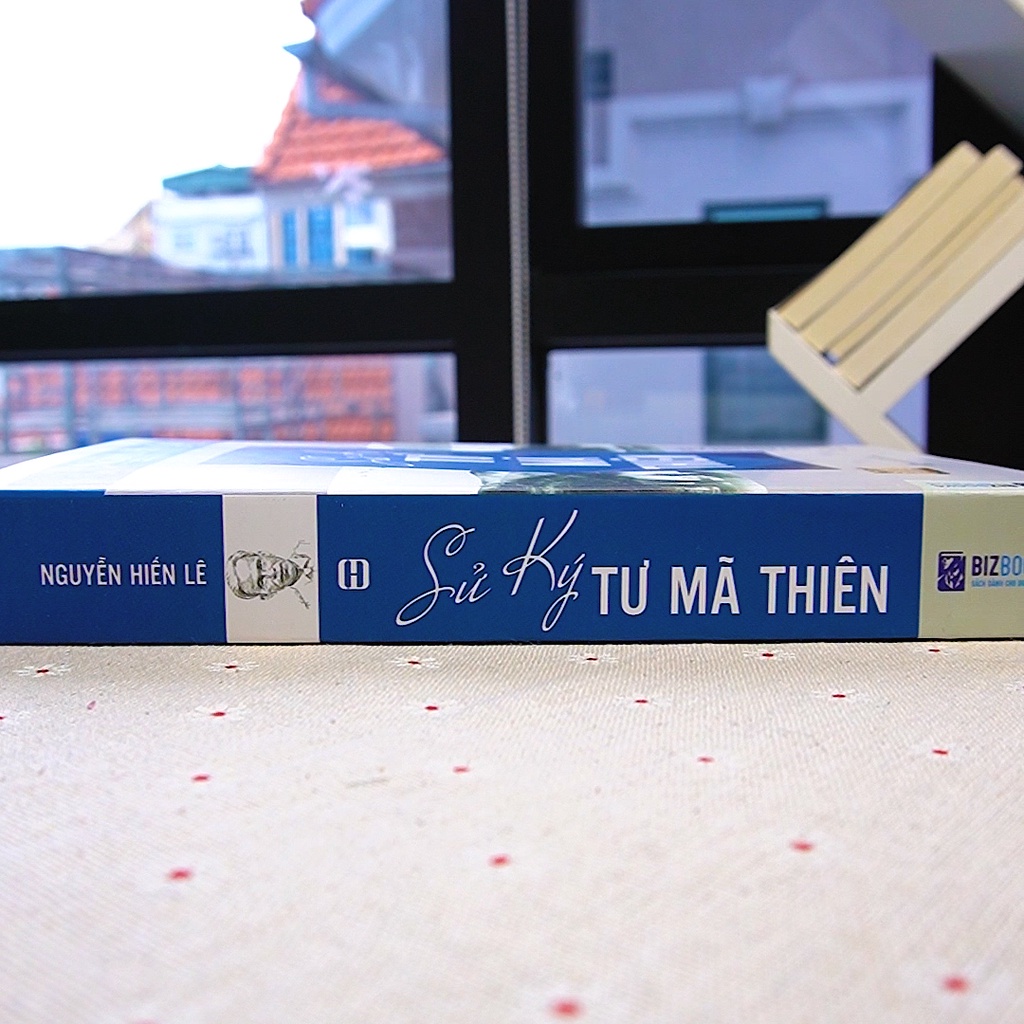 NGUYỄN HIẾN LÊ
Sử Ký TƯ MÃ THIÊN